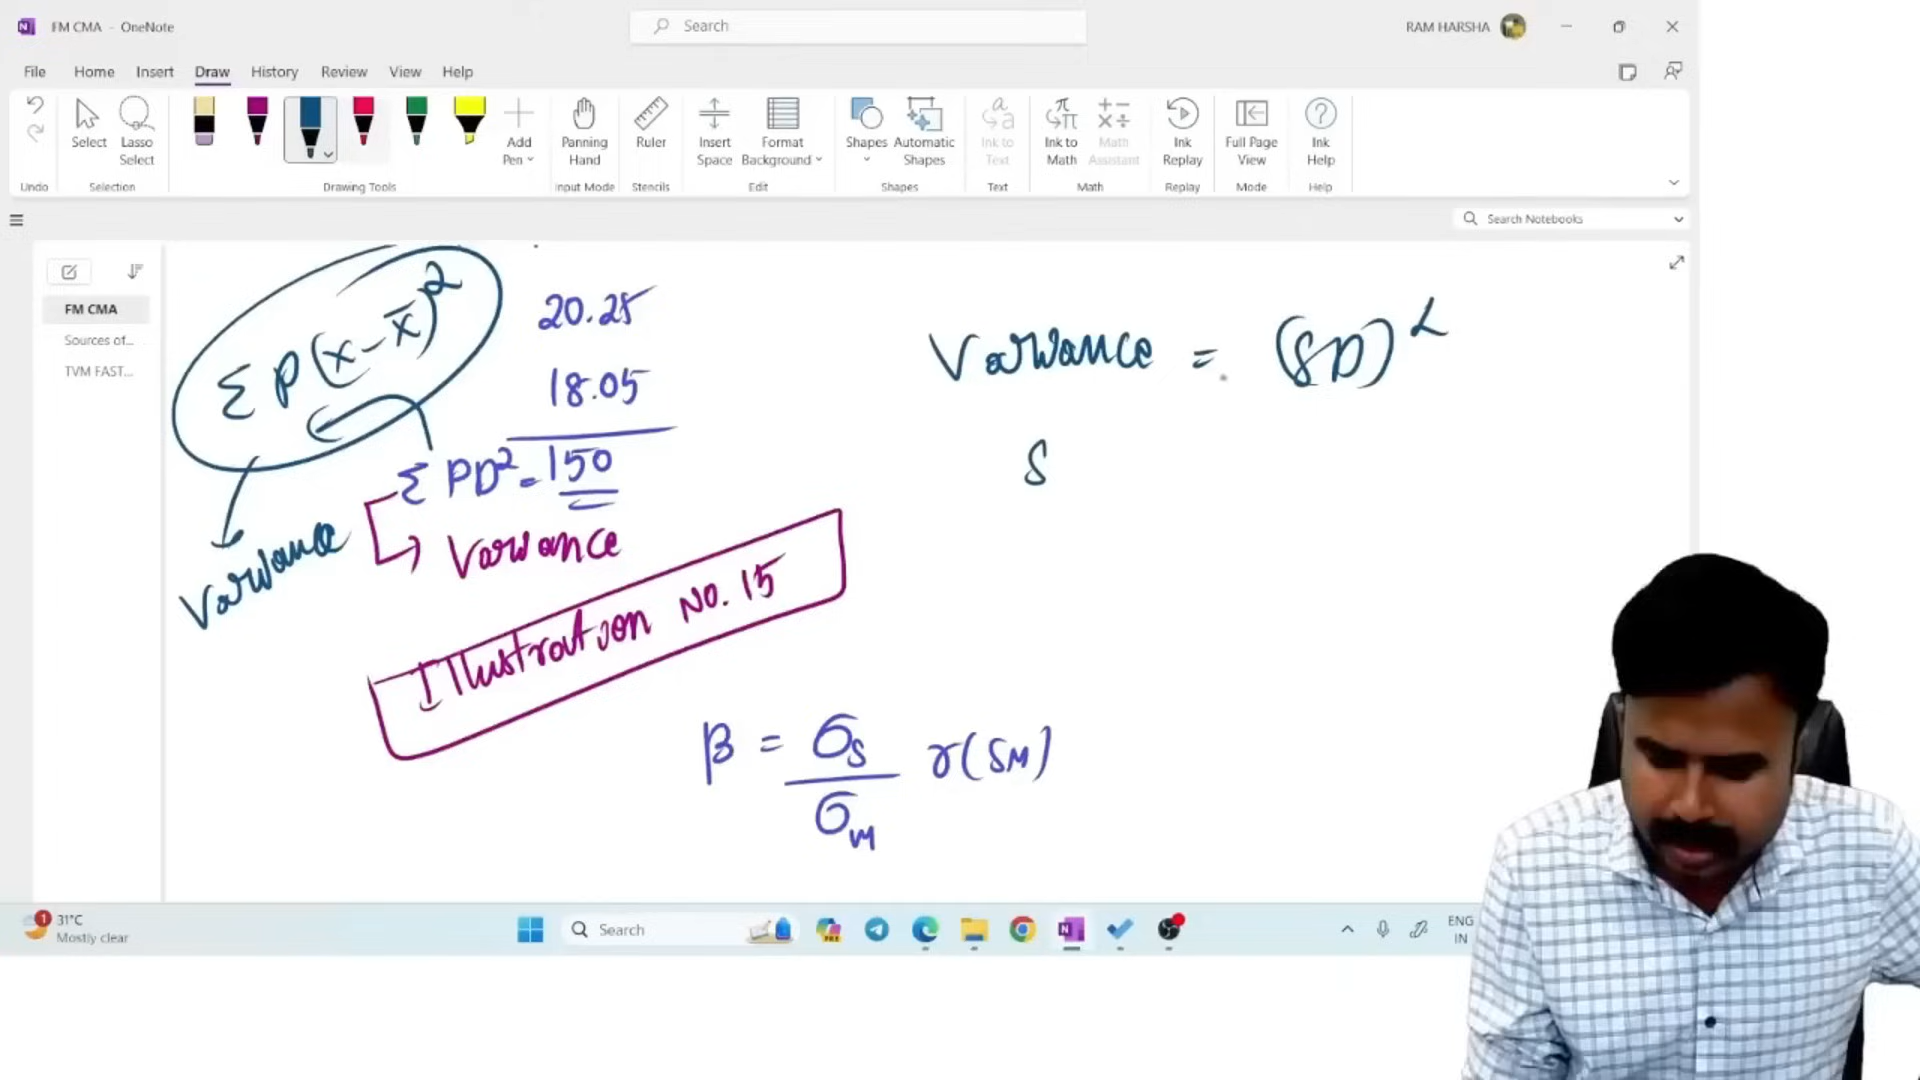 FM CMA - OneNote
Search
RAM HARSHA
File Home Insert Draw History Review View Help
Undo
Select
Lasso Select
Selection
Drawing Tools
Add Pen
Panning Hand
Input Mode
Ruler
Stencils
Insert Space
Format Background
Edit
Shapes
Automatic Shapes
Shapes
Ink to Text
Text
Ink to Math
Math Assistant
Math
Ink Replay
Replay
Full Page View
Mode
Ink Help
Help
Search Notebooks
FM CMA
Sources of...
TVM FAST...
Σ P(x-x̄)²
20.25
18.05
Σ PD² = 150
Variance
Variance
Illustration No. 15
Variance = (SD)²
S
β = σs / σm r(SM)
1
31°C
Mostly clear
Search
PRE
ENG
IN